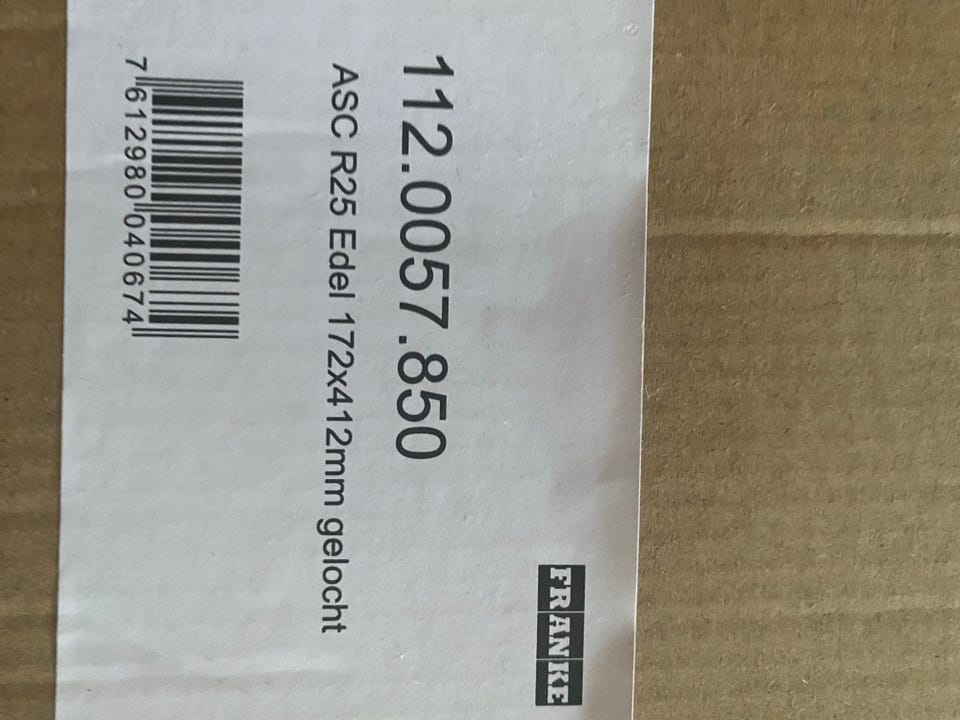 FRANKE
112.0057.850
ASC R25 Edel 172x412mm gelocht
7 612980 040674